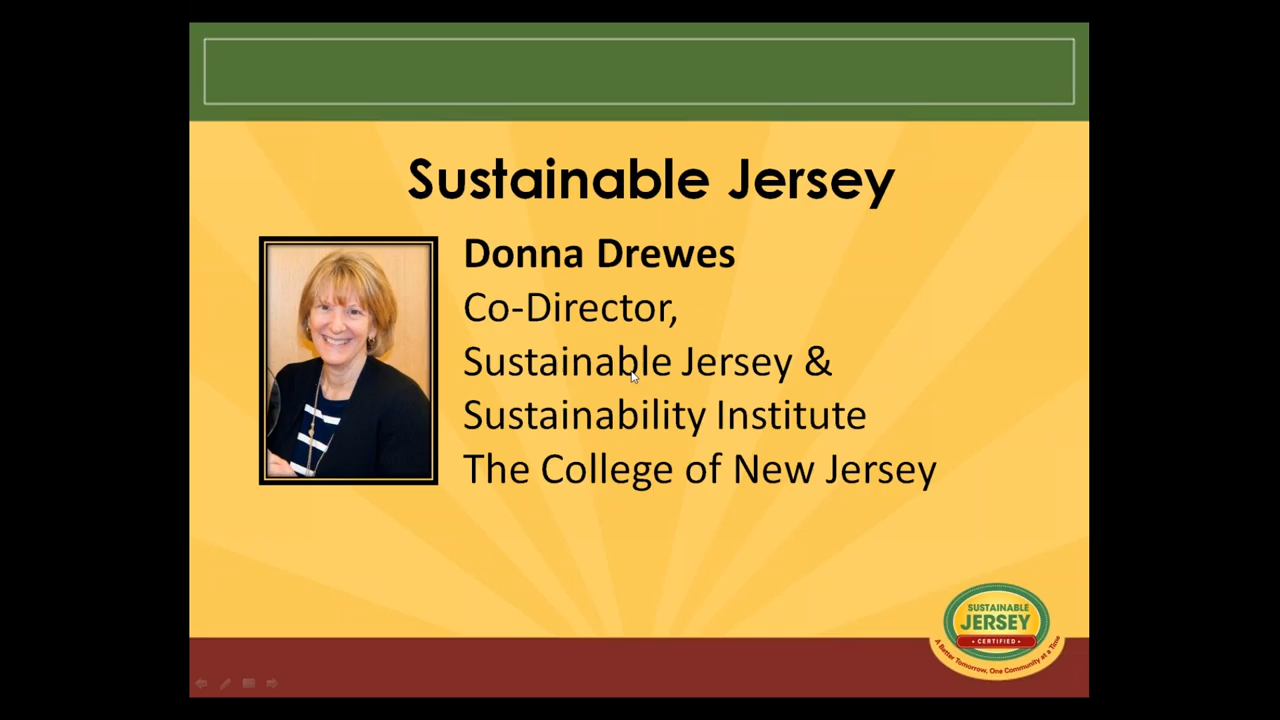 Sustainable Jersey
Donna Drewes
Co-Director,
Sustainable Jersey &
Sustainability Institute
The College of New Jersey
SUSTAINABLE
JERSEY
• CERTIFIED •
A Better Tomorrow, One Community at a Time